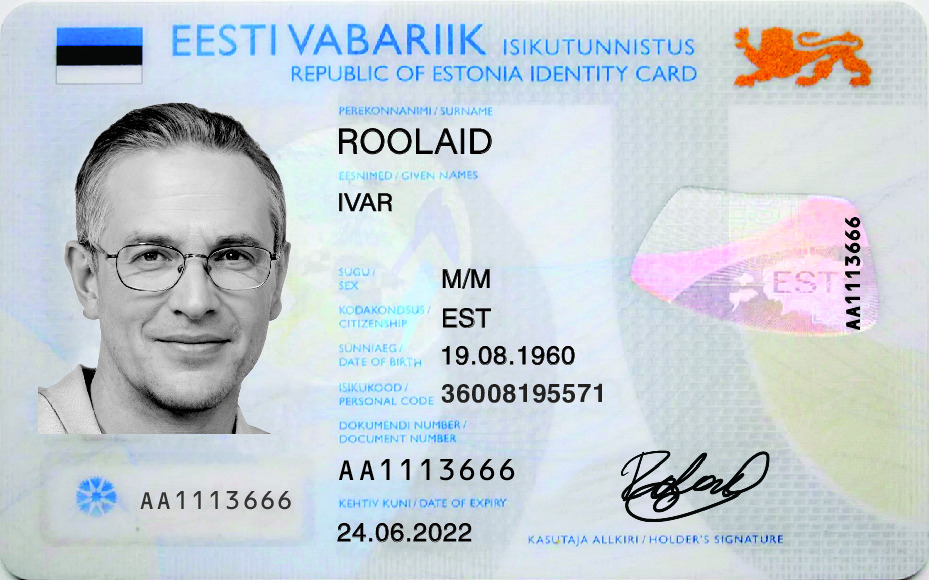 EESTI VABARIIK ISIKUTUNNISTUS
REPUBLIC OF ESTONIA IDENTITY CARD
PEREKONNANIMI / SURNAME
ROOLAID
EESNIMED / GIVEN NAMES
IVAR
SUGU / SEX
M/M
KODAKONDSUS / CITIZENSHIP
EST
SÜNNIAEG / DATE OF BIRTH
19.08.1960
ISIKUKOOD / PERSONAL CODE
36008195571
DOKUMENDI NUMBER / DOCUMENT NUMBER
AA1113666
KEHTIV KUNI / DATE OF EXPIRY
24.06.2022
AA1113666
EST
AA1113666
KASUTAJA ALLKIRI / HOLDER'S SIGNATURE